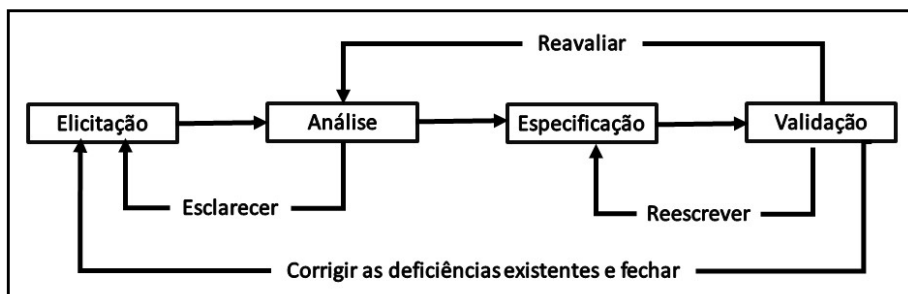 Reavaliar
Elicitação
Análise
Especificação
Validação
Esclarecer
Reescrever
Corrigir as deficiências existentes e fechar